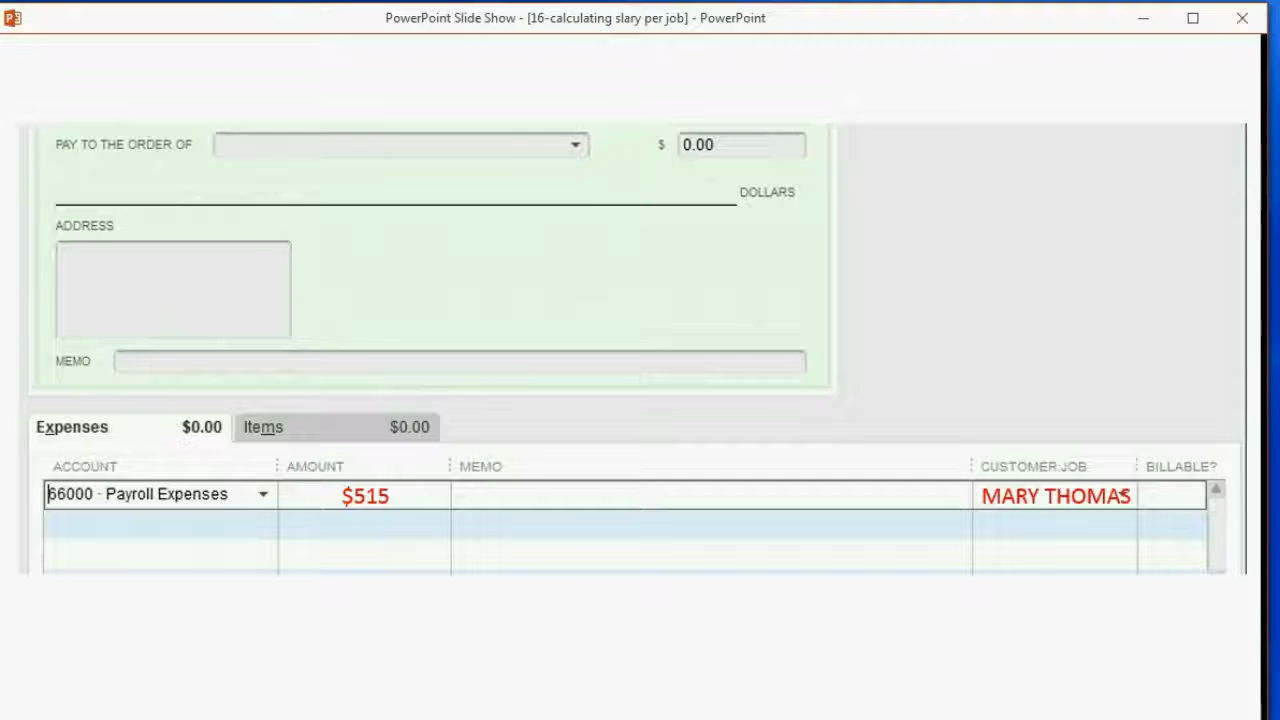 PowerPoint Slide Show - [16-calculating slary per job] - PowerPoint
PAY TO THE ORDER OF $ 0.00
DOLLARS
ADDRESS
MEMO
Expenses $0.00 Items $0.00
ACCOUNT AMOUNT MEMO CUSTOMER:JOB BILLABLE?
66000 · Payroll Expenses $515 MARY THOMAS